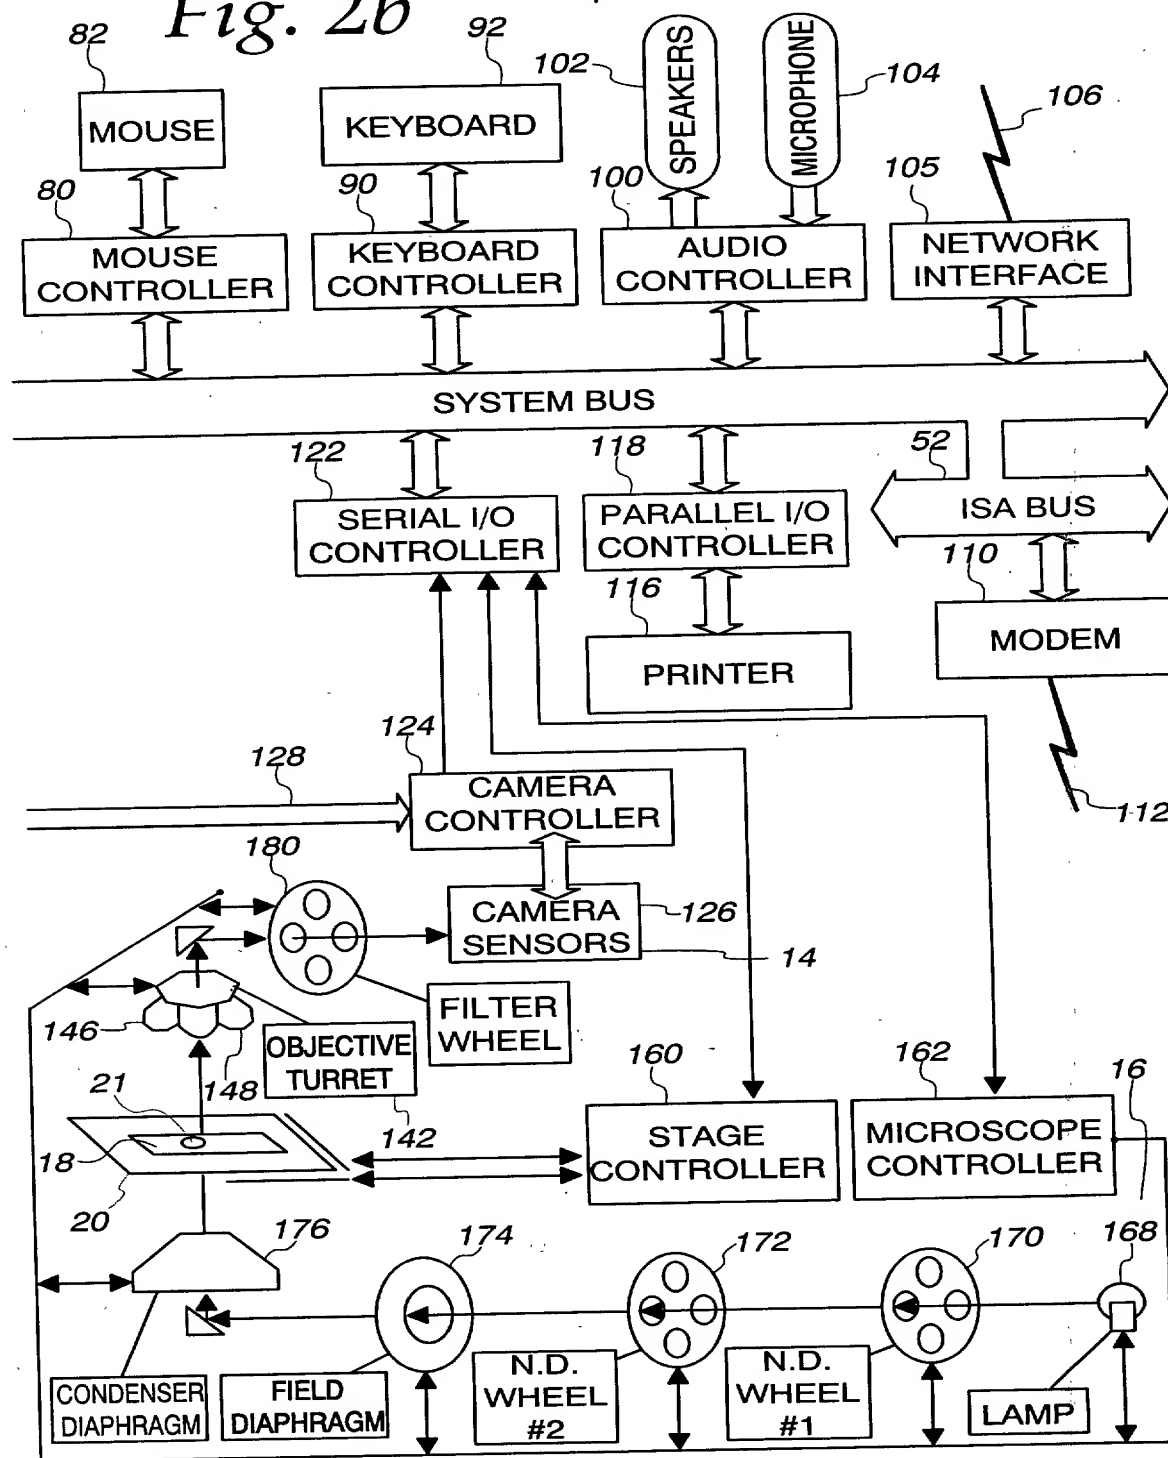 Fig. 2b
82
92
102
SPEAKERS
MICROPHONE
104
106
MOUSE
KEYBOARD
80
90
100
105
MOUSE
CONTROLLER
KEYBOARD
CONTROLLER
AUDIO
CONTROLLER
NETWORK
INTERFACE
SYSTEM BUS
122
118
52
SERIAL I/O
CONTROLLER
PARALLEL I/O
CONTROLLER
ISA BUS
116
110
PRINTER
MODEM
124
128
112
CAMERA
CONTROLLER
180
CAMERA
SENSORS
126
14
146
148
FILTER
WHEEL
OBJECTIVE
TURRET
142
21
18
20
160
162
16
STAGE
CONTROLLER
MICROSCOPE
CONTROLLER
176
174
172
170
168
CONDENSER
DIAPHRAGM
FIELD
DIAPHRAGM
N.D.
WHEEL
#2
N.D.
WHEEL
#1
LAMP